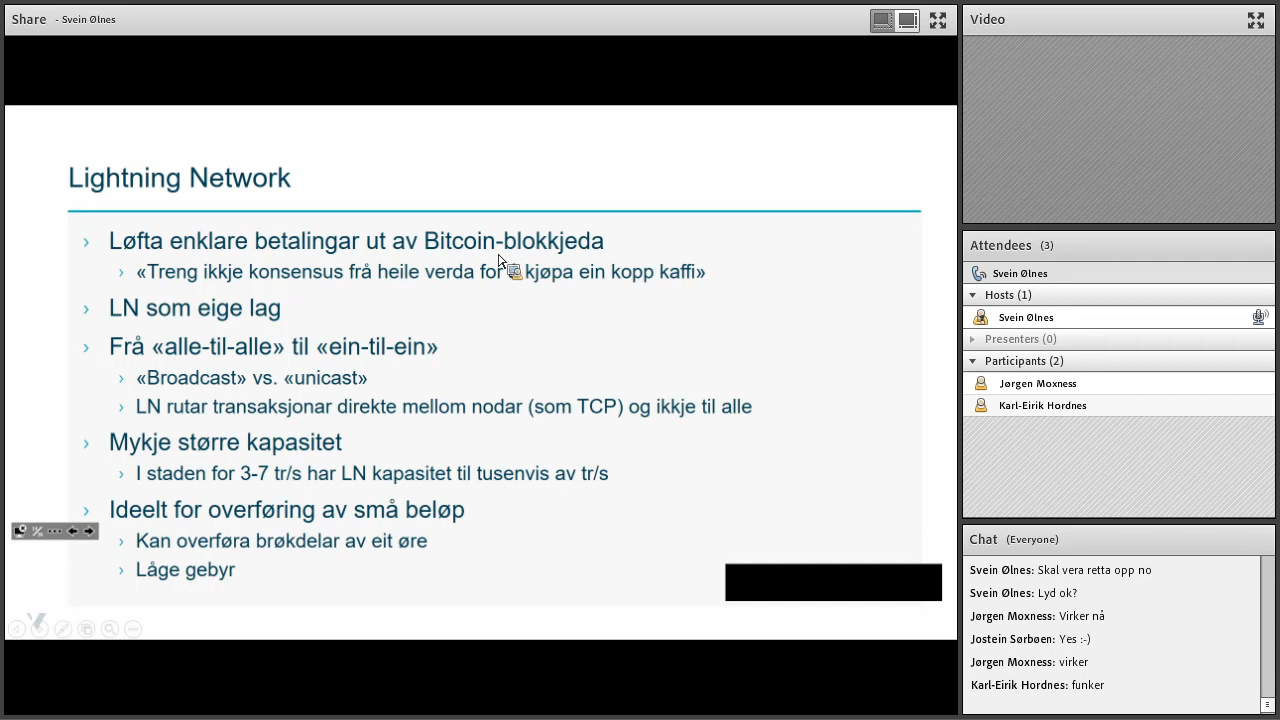 Share - Svein Ølnes
Lightning Network
› Løfta enklare betalingar ut av Bitcoin-blokkjeda
› «Treng ikkje konsensus frå heile verda for kjøpa ein kopp kaffi»
› LN som eige lag
› Frå «alle-til-alle» til «ein-til-ein»
› «Broadcast» vs. «unicast»
› LN rutar transaksjonar direkte mellom nodar (som TCP) og ikkje til alle
› Mykje større kapasitet
› I staden for 3-7 tr/s har LN kapasitet til tusenvis av tr/s
› Ideelt for overføring av små beløp
› Kan overføra brøkdelar av eit øre
› Låge gebyr
Video
Attendees (3)
Svein Ølnes
Hosts (1)
Svein Ølnes
Presenters (0)
Participants (2)
Jørgen Moxness
Karl-Eirik Hordnes
Chat (Everyone)
Svein Ølnes: Skal vera retta opp no
Svein Ølnes: Lyd ok?
Jørgen Moxness: Virker nå
Jostein Sørbøen: Yes :-)
Jørgen Moxness: virker
Karl-Eirik Hordnes: funker